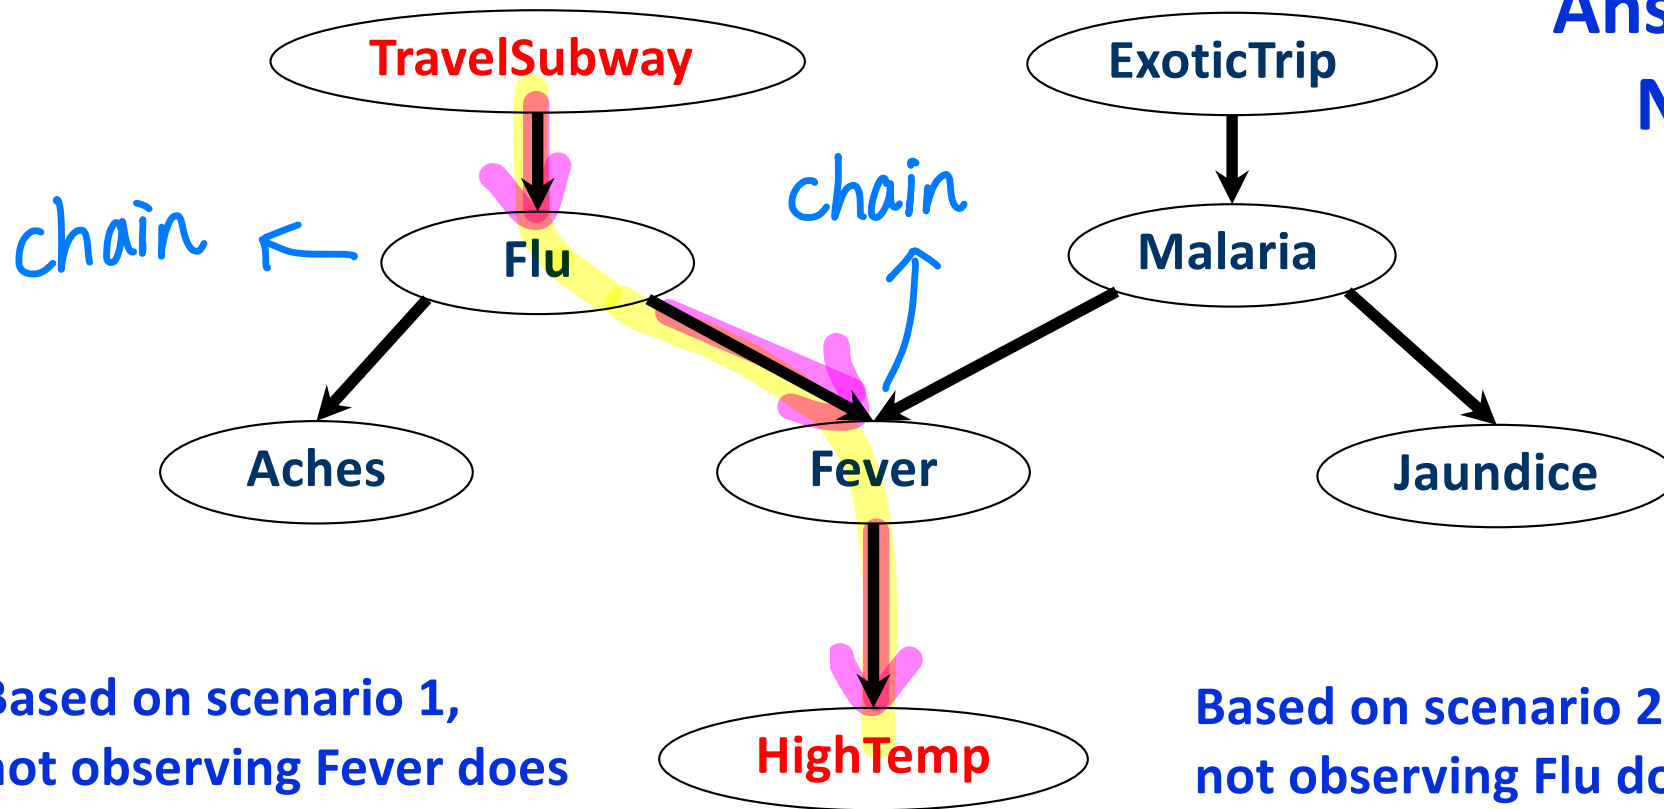 TravelSubway
ExoticTrip
chain
chain
Flu
Malaria
Aches
Fever
Jaundice
HighTemp
Based on scenario 1,
not observing Fever does
Based on scenario 2
not observing Flu